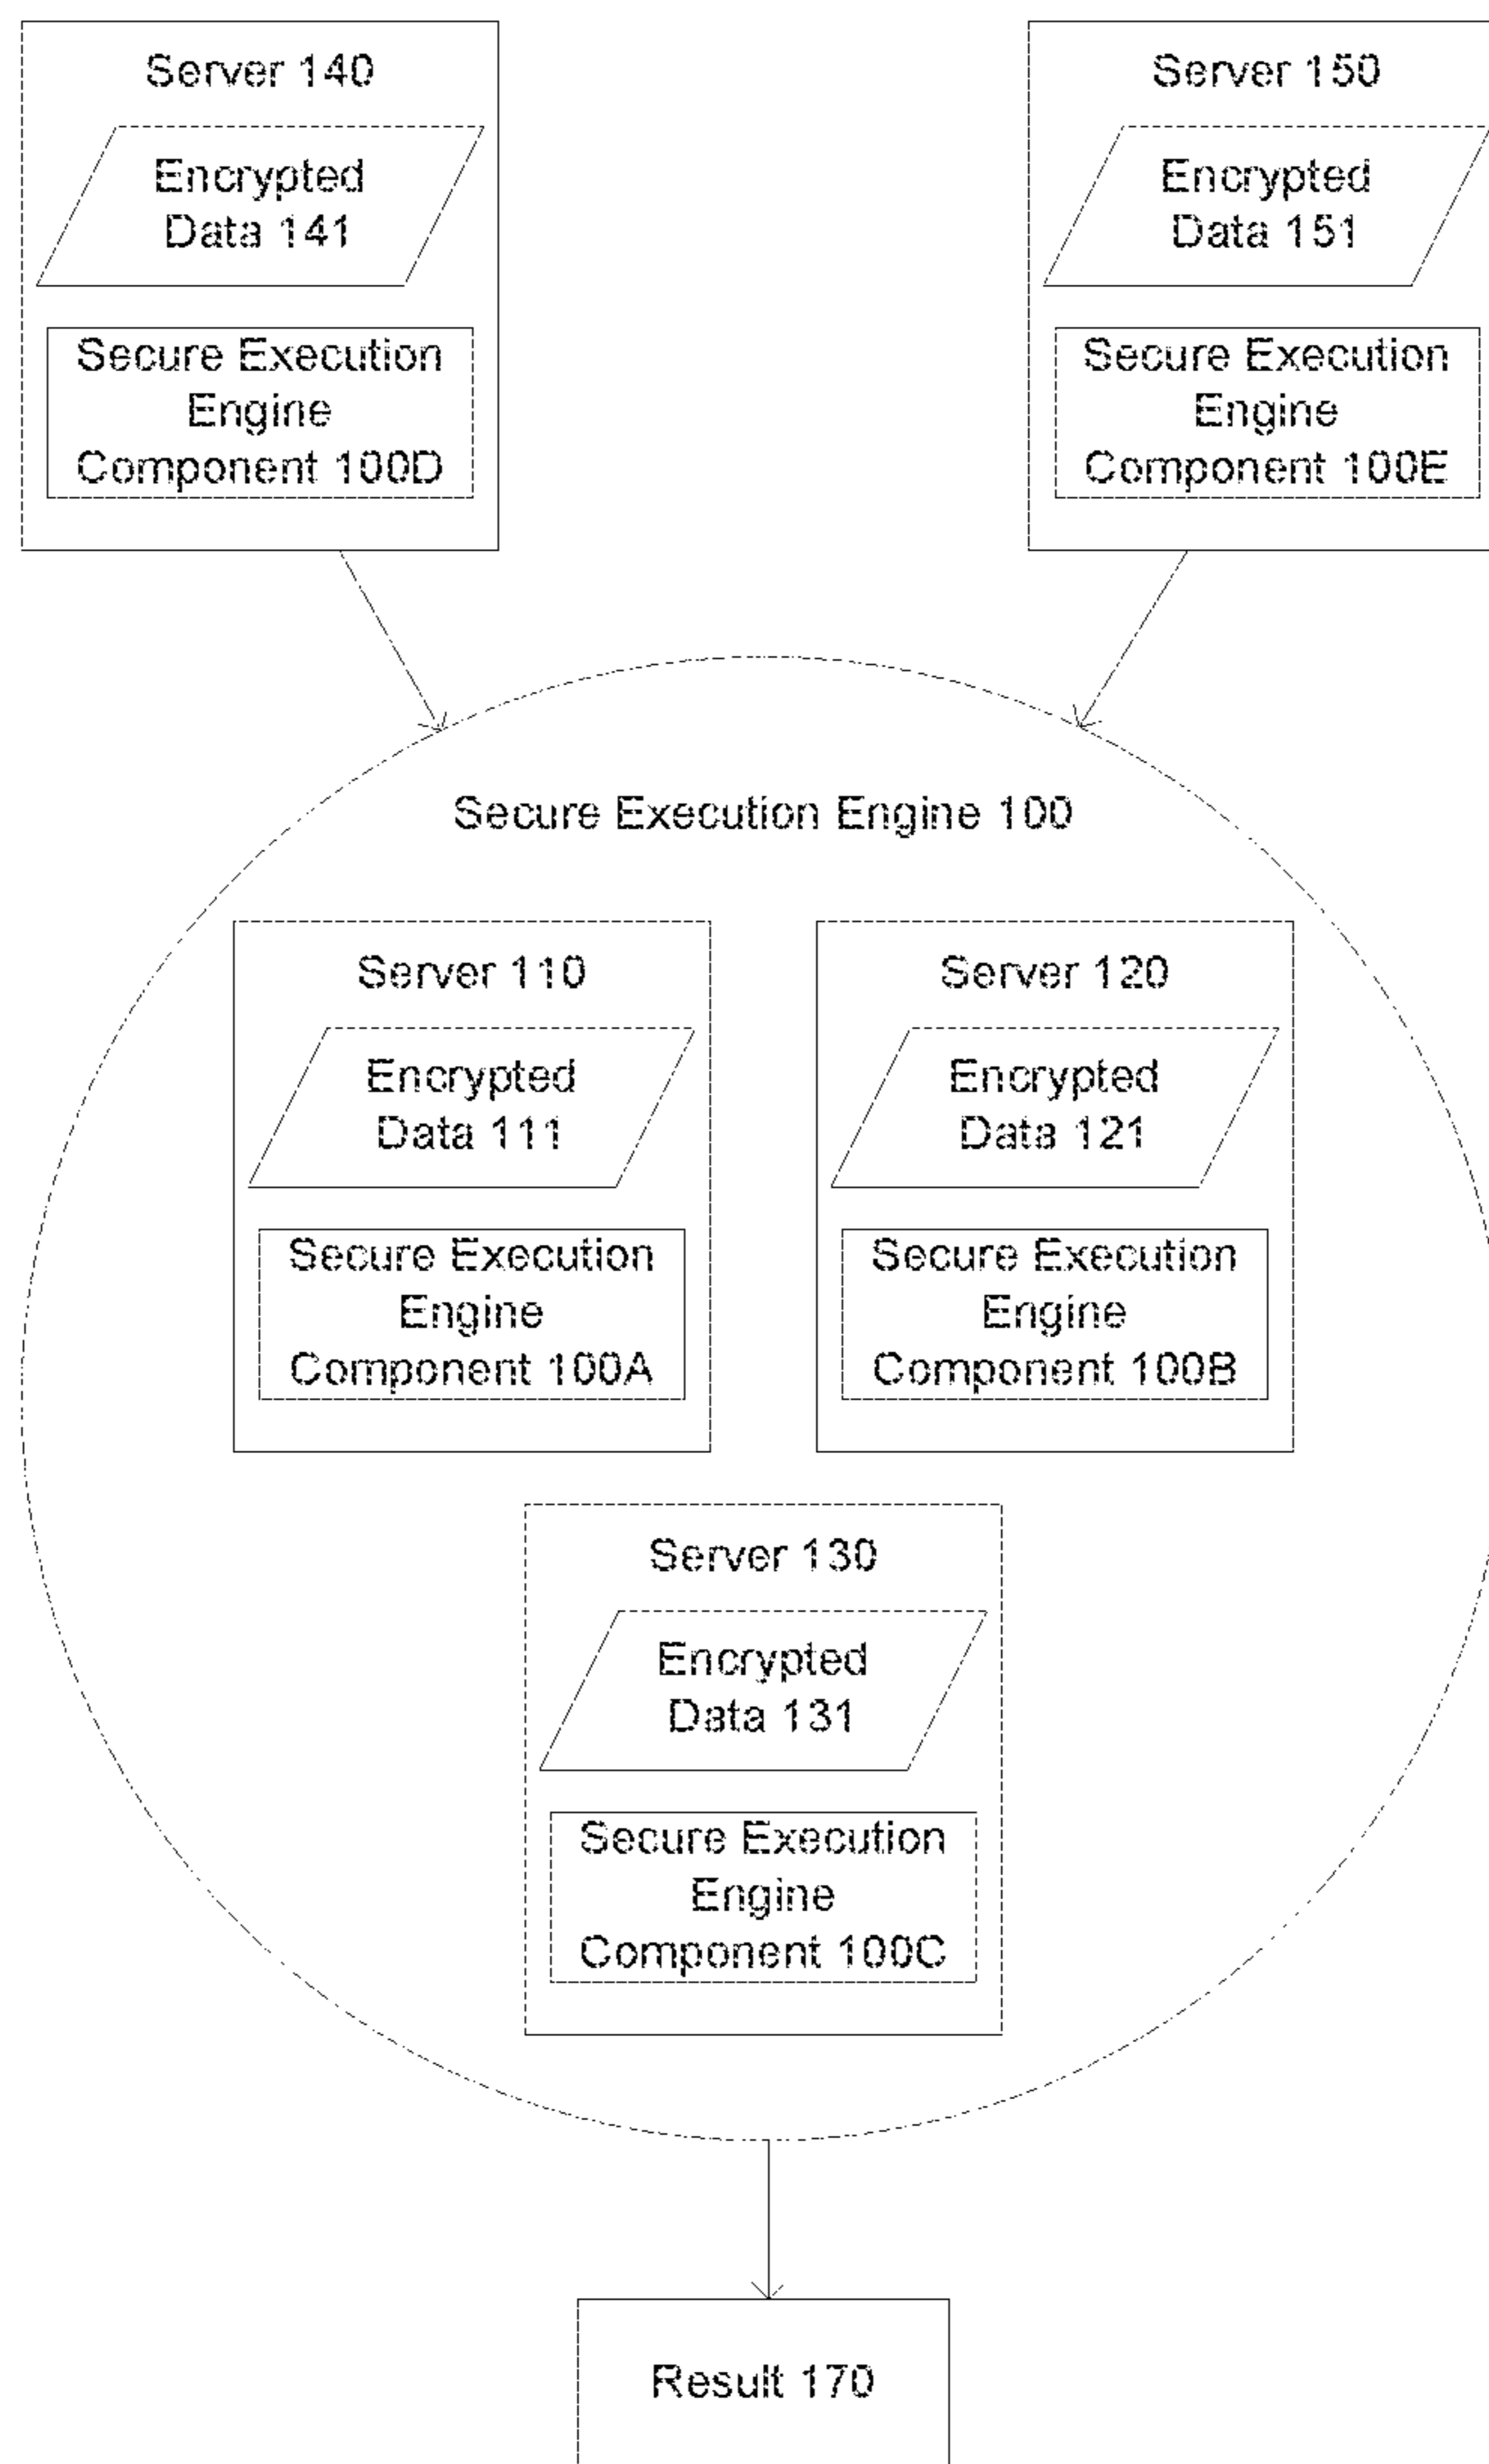 Server 140
Encrypted
Data 141
Secure Execution
Engine
Component 100D
Server 150
Encrypted
Data 151
Secure Execution
Engine
Component 100E
Secure Execution Engine 100
Server 110
Encrypted
Data 111
Secure Execution
Engine
Component 100A
Server 120
Encrypted
Data 121
Secure Execution
Engine
Component 100B
Server 130
Encrypted
Data 131
Secure Execution
Engine
Component 100C
Result 170